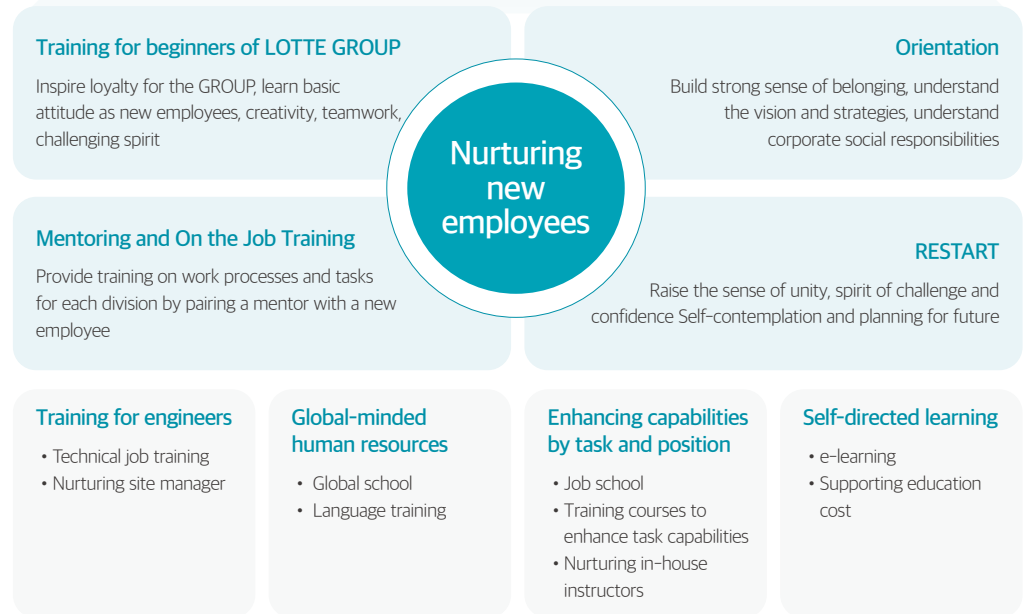 Training for beginners of LOTTE GROUP
Inspire loyalty for the GROUP, learn basic
attitude as new employees, creativity, teamwork,
challenging spirit
Orientation
Build strong sense of belonging, understand
the vision and strategies, understand
corporate social responsibilities
Nurturing
new
employees
Mentoring and On the Job Training
Provide training on work processes and tasks
for each division by pairing a mentor with a new
employee
RESTART
Raise the sense of unity, spirit of challenge and
confidence Self-contemplation and planning for future
Training for engineers
• Technical job training
• Nurturing site manager
Global-minded
human resources
• Global school
• Language training
Enhancing capabilities
by task and position
• Job school
• Training courses to
enhance task capabilities
• Nurturing in-house
instructors
Self-directed learning
• e-learning
• Supporting education
cost